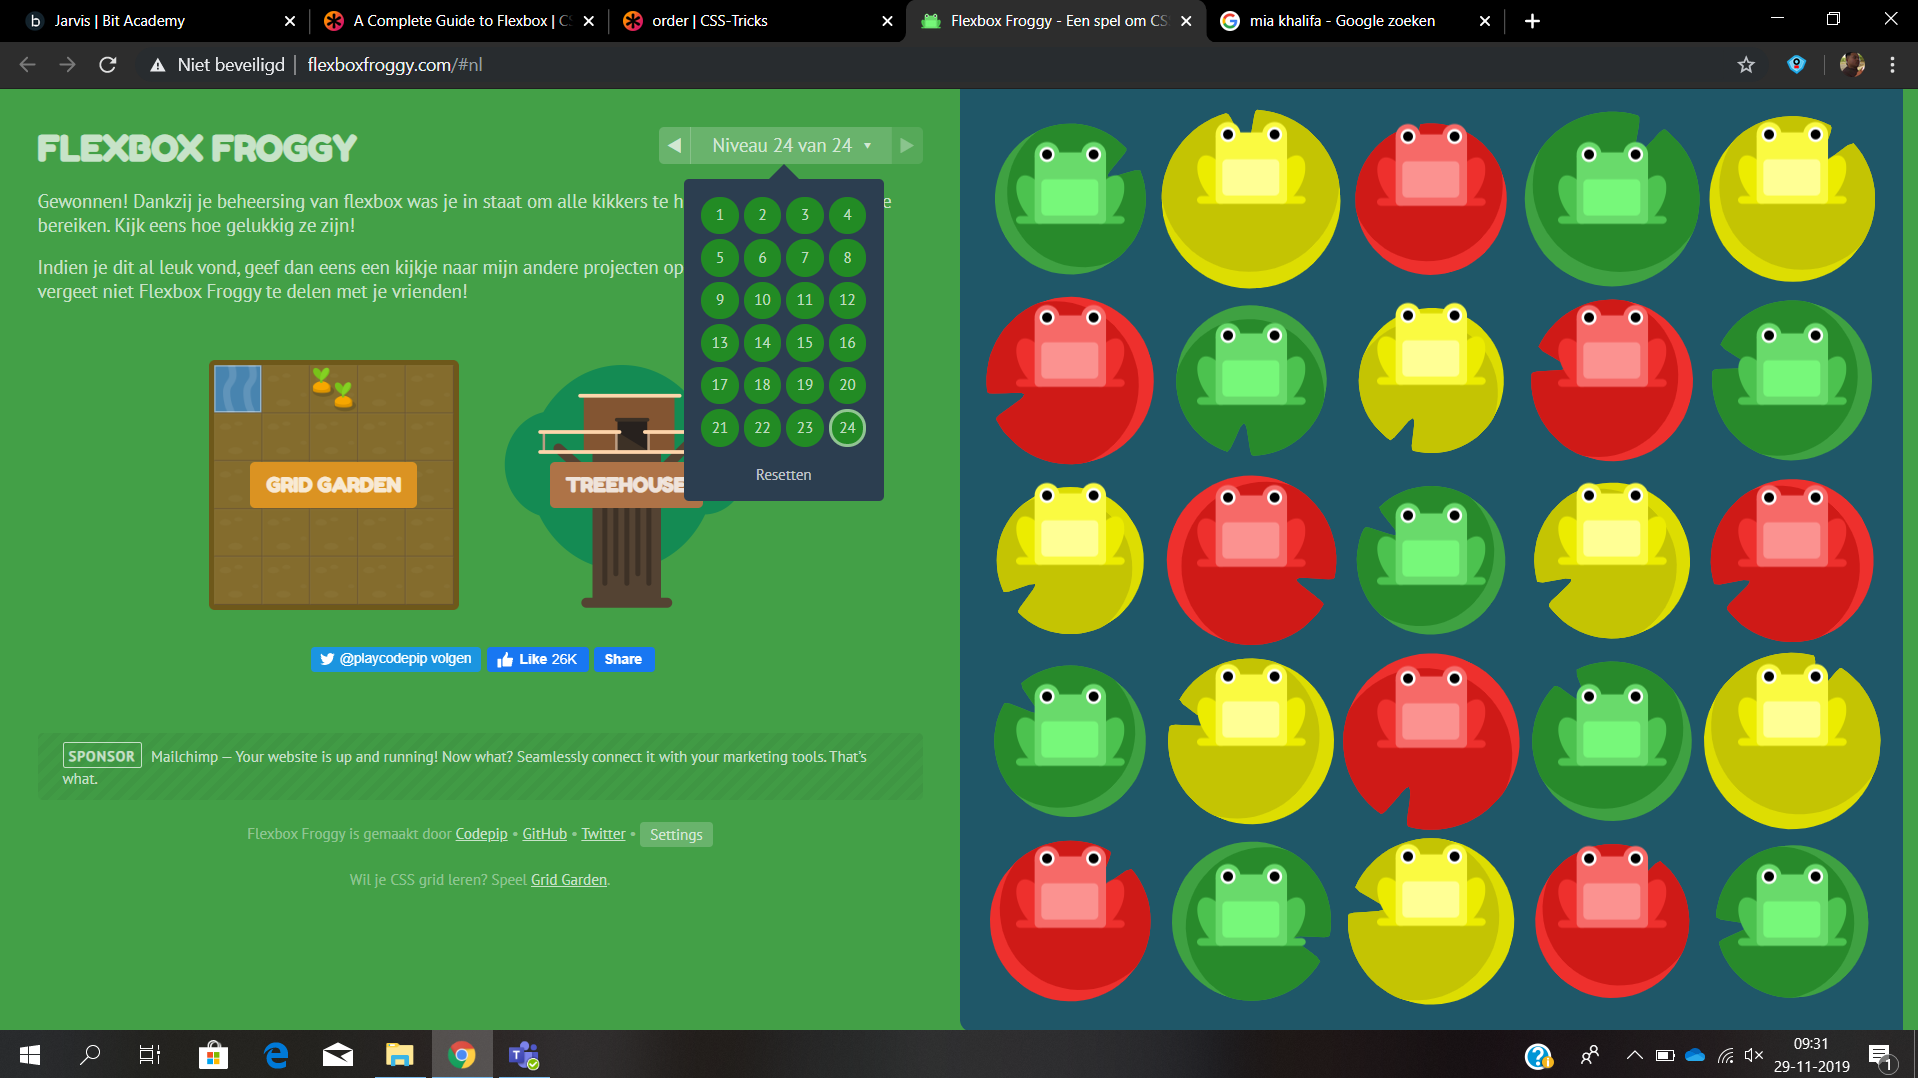 Jarvis | Bit Academy
A Complete Guide to Flexbox | CS
order | CSS-Tricks
Flexbox Froggy - Een spel om CS
mia khalifa - Google zoeken
Niet beveiligd
flexboxfroggy.com/#nl
FLEXBOX FROGGY
Niveau 24 van 24
Gewonnen! Dankzij je beheersing van flexbox was je in staat om alle kikkers te h e
bereiken. Kijk eens hoe gelukkig ze zijn!
Indien je dit al leuk vond, geef dan eens een kijkje naar mijn andere projecten op
vergeet niet Flexbox Froggy te delen met je vrienden!
1 2 3 4
5 6 7 8
9 10 11 12
13 14 15 16
17 18 19 20
21 22 23 24
Resetten
GRID GARDEN
TREEHOUSE
@playcodepip volgen
Like 26K
Share
SPONSOR Mailchimp — Your website is up and running! Now what? Seamlessly connect it with your marketing tools. That's
what.
Flexbox Froggy is gemaakt door Codepip • GitHub • Twitter • Settings
Wil je CSS grid leren? Speel Grid Garden.
09:31
29-11-2019
1